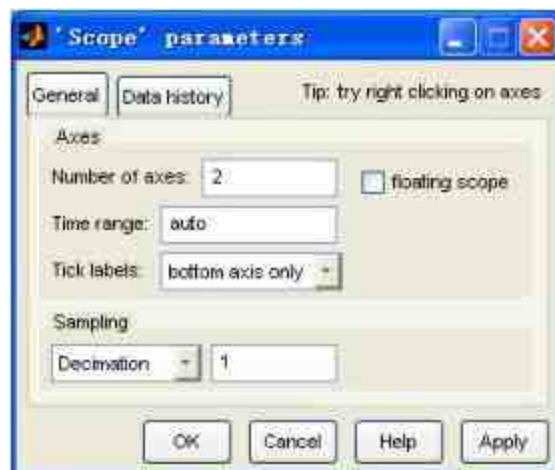 'Scope' parameters
General Data history Tip: try right clicking on axes
Axes
Number of axes: 2 floating scope
Time range: auto
Tick labels: bottom axis only
Sampling
Decimation 1
OK Cancel Help Apply